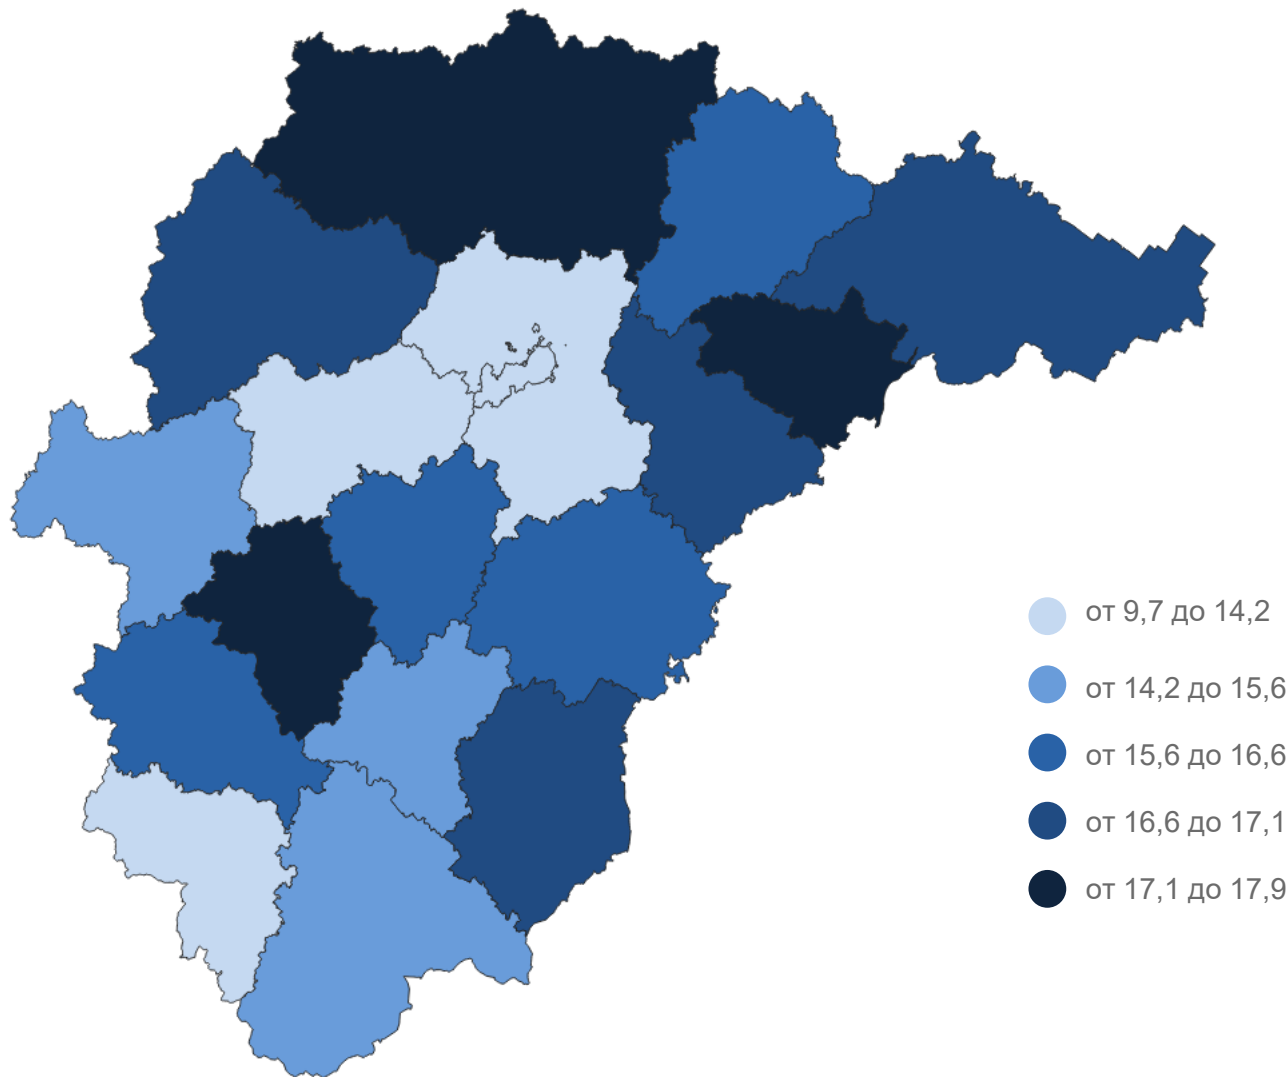 от 9,7 до 14,2
от 14,2 до 15,6
от 15,6 до 16,6
от 16,6 до 17,1
от 17,1 до 17,9